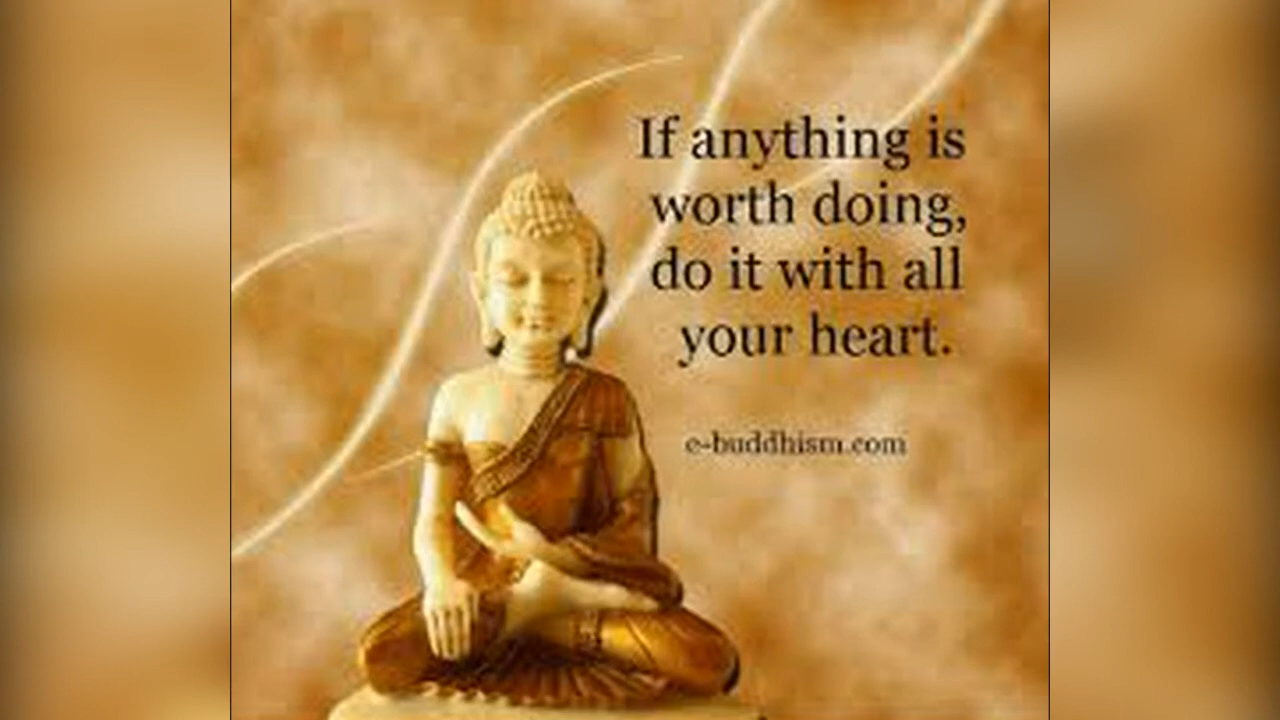 If anything is
worth doing,
do it with all
your heart.
e-buddhism.com